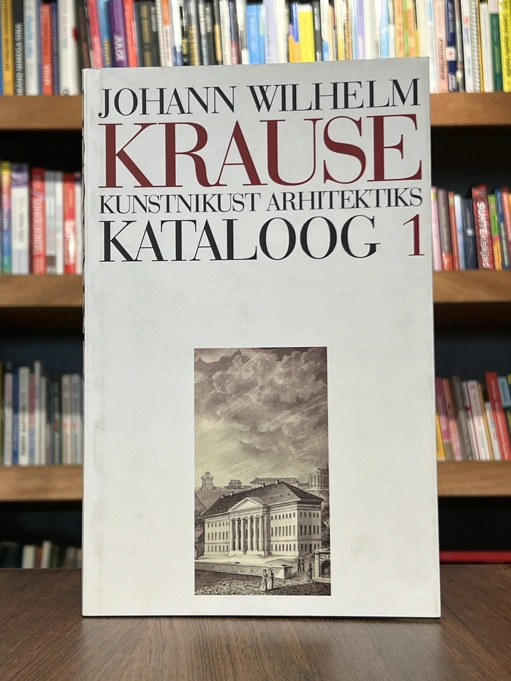 JOHANN WILHELM
KRAUSE
KUNSTNIKUST ARHITEKTIKS
KATALOOG 1